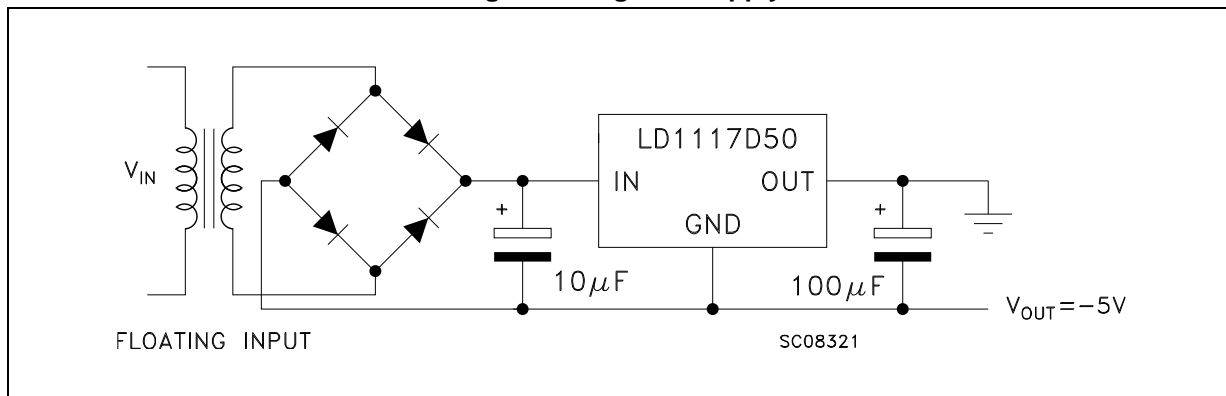 LD1117D50
V_IN
IN
OUT
+
+
GND
10µF
100µF
V_OUT=−5V
FLOATING INPUT
SC08321